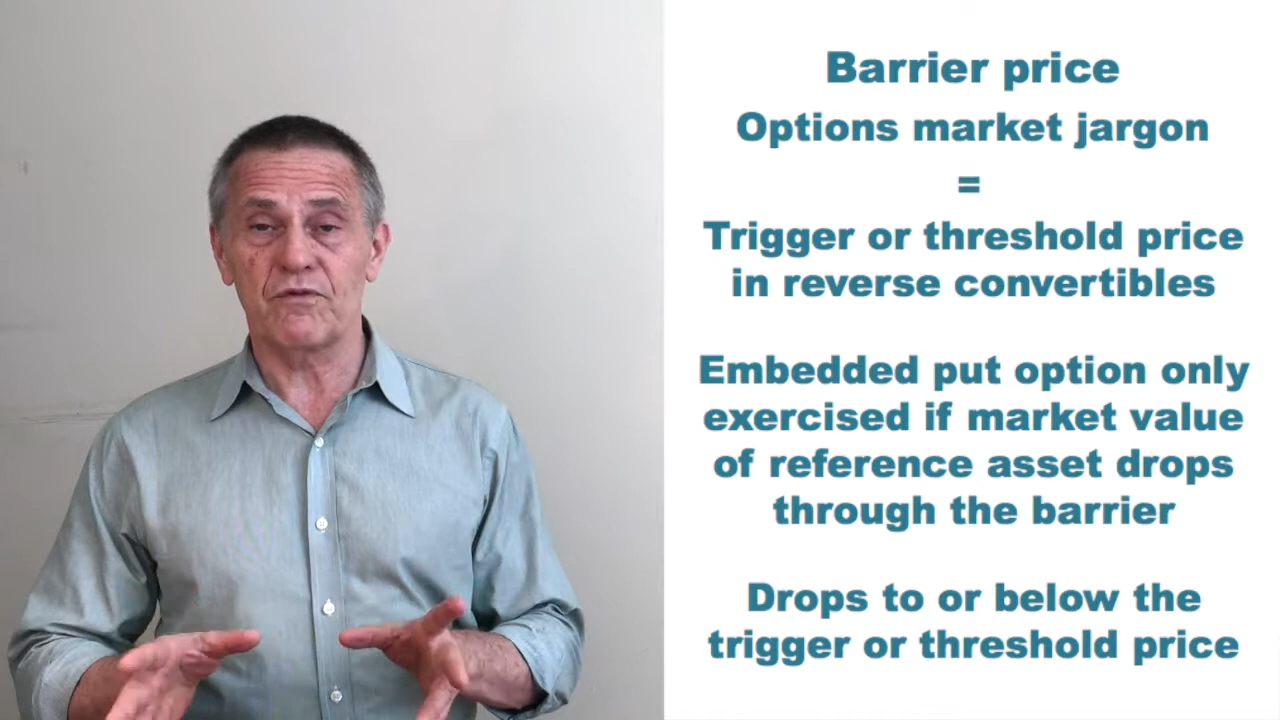 Barrier price
Options market jargon
=
Trigger or threshold price
in reverse convertibles
Embedded put option only
exercised if market value
of reference asset drops
through the barrier
Drops to or below the
trigger or threshold price